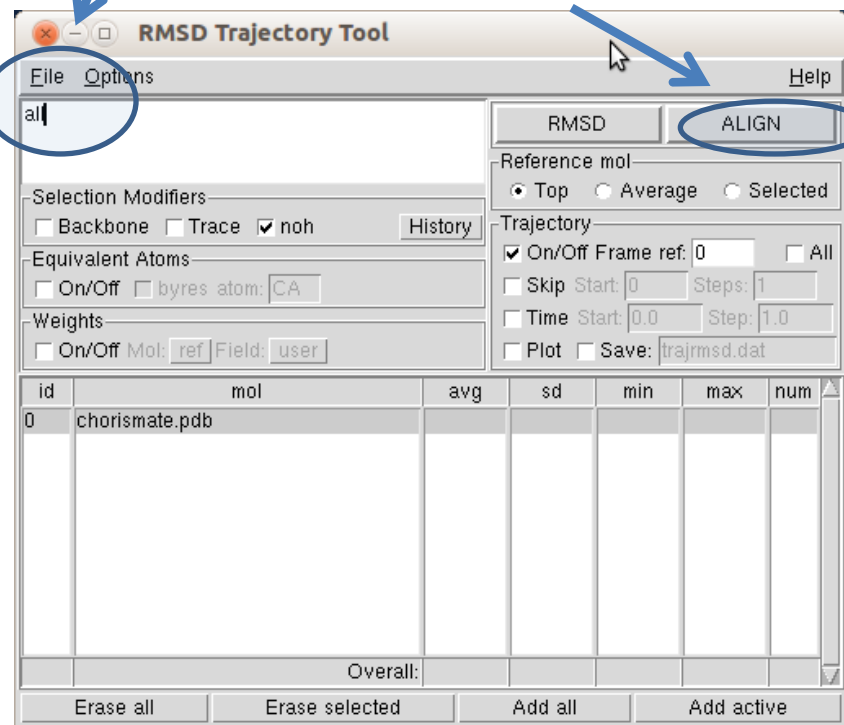 RMSD Trajectory Tool
File Options Help
all
RMSD ALIGN
Reference mol
Top Average Selected
Selection Modifiers
Backbone Trace noh History
Trajectory
On/Off Frame ref: 0 All
Skip Start: 0 Steps: 1
Time Start: 0.0 Step: 1.0
Plot Save: trajrmsd.dat
Equivalent Atoms
On/Off byres atom: CA
Weights
On/Off Mol: ref Field: user
id mol avg sd min max num
0 chorismate.pdb
Overall:
Erase all Erase selected Add all Add active